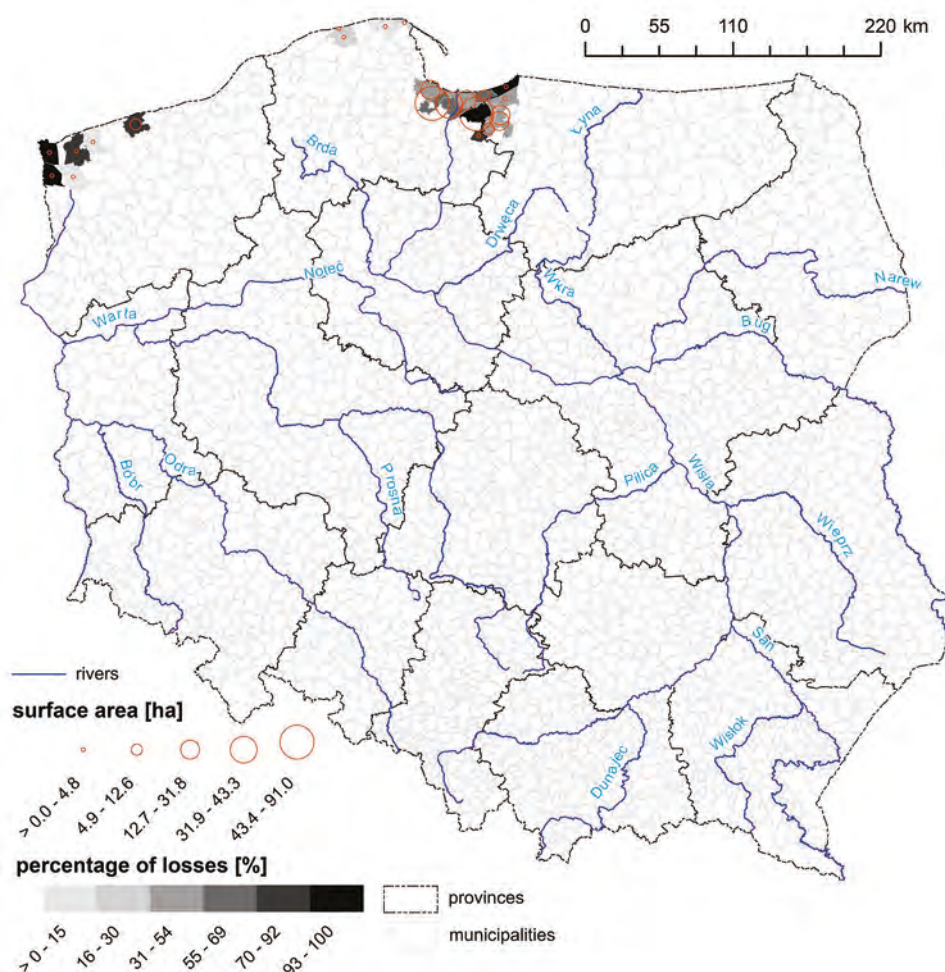 0 55 110 220 km
Łyna
Brda
Drwęca
Noteć
Wkra
Narew
Warta
Bug
Bóbr
Odra
Prosna
Pilica
Wisła
Wieprz
San
rivers
surface area [ha]
Wisłok
Dunajec
> 0.0 - 4.8
4.9 - 12.6
12.7 - 31.8
31.9 - 43.3
43.4 - 91.0
percentage of losses [%]
provinces
municipalities
> 0 - 15
16 - 30
31 - 54
55 - 69
70 - 92
93 - 100